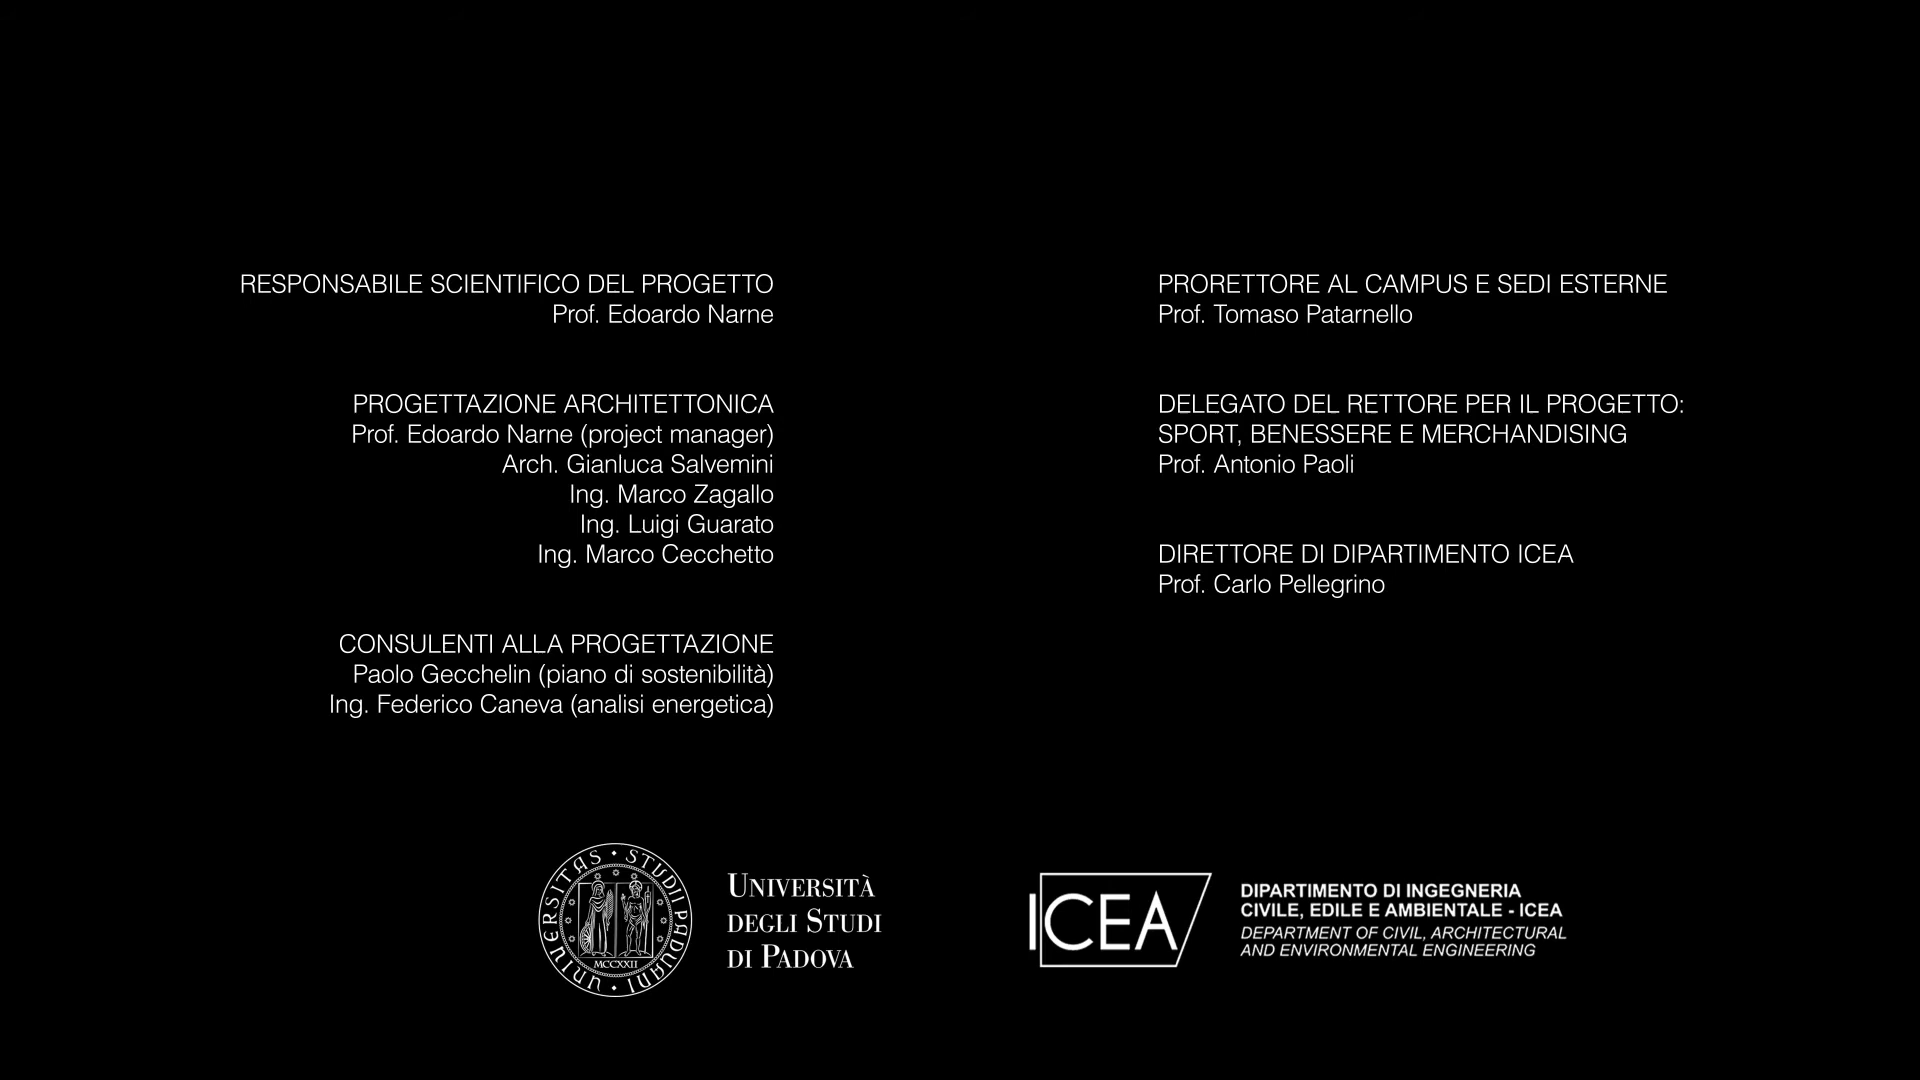 RESPONSABILE SCIENTIFICO DEL PROGETTO
Prof. Edoardo Narne
PROGETTAZIONE ARCHITETTONICA
Prof. Edoardo Narne (project manager)
Arch. Gianluca Salvemini
Ing. Marco Zagallo
Ing. Luigi Guarato
Ing. Marco Cecchetto
CONSULENTI ALLA PROGETTAZIONE
Paolo Gecchelin (piano di sostenibilità)
Ing. Federico Caneva (analisi energetica)
PRORETTORE AL CAMPUS E SEDI ESTERNE
Prof. Tomaso Patarnello
DELEGATO DEL RETTORE PER IL PROGETTO:
SPORT, BENESSERE E MERCHANDISING
Prof. Antonio Paoli
DIRETTORE DI DIPARTIMENTO ICEA
Prof. Carlo Pellegrino
UNIVERSITAS STUDII PADUANI
MCCXXII
UNIVERSITÀ
DEGLI STUDI
DI PADOVA
ICEA
DIPARTIMENTO DI INGEGNERIA
CIVILE, EDILE E AMBIENTALE - ICEA
DEPARTMENT OF CIVIL, ARCHITECTURAL
AND ENVIRONMENTAL ENGINEERING